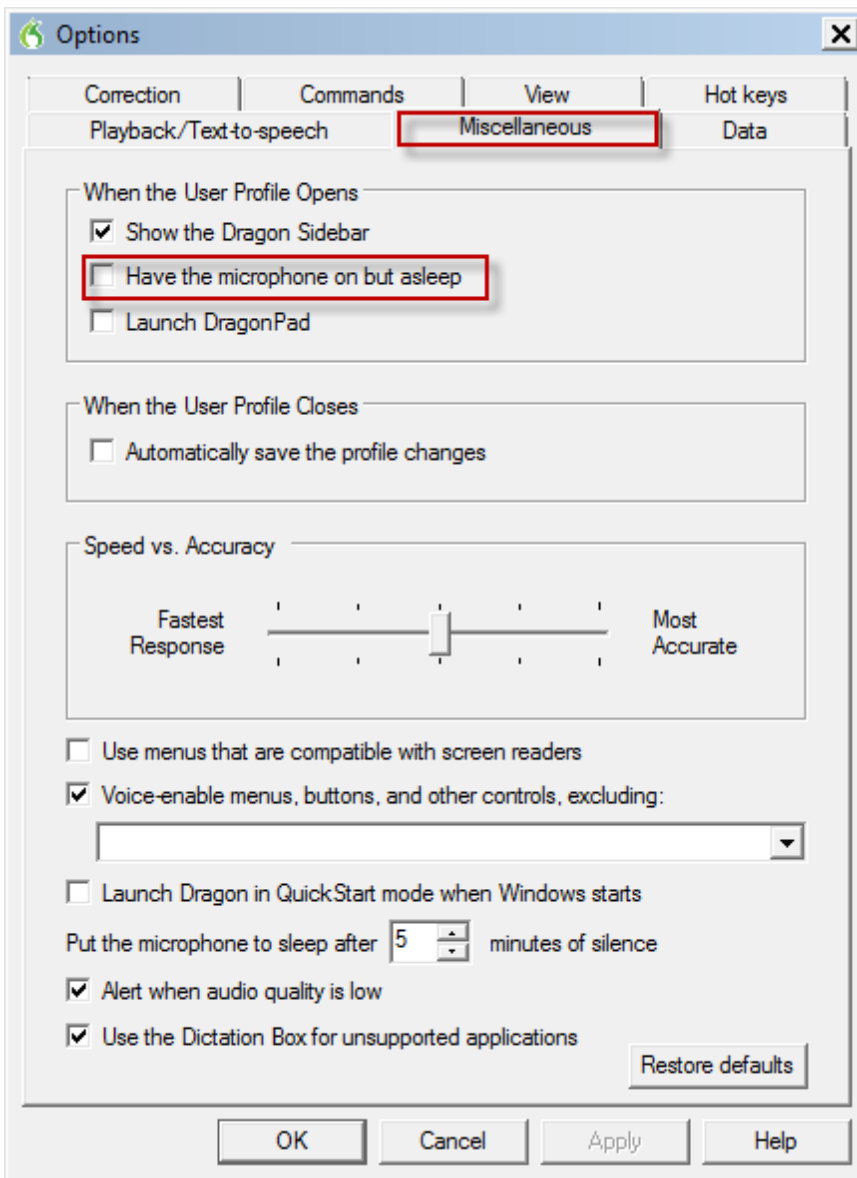 Options
Correction Commands View Hot keys
Playback/Text-to-speech Miscellaneous Data
When the User Profile Opens
Show the Dragon Sidebar
Have the microphone on but asleep
Launch DragonPad
When the User Profile Closes
Automatically save the profile changes
Speed vs. Accuracy
Fastest Response
Most Accurate
Use menus that are compatible with screen readers
Voice-enable menus, buttons, and other controls, excluding:
Launch Dragon in QuickStart mode when Windows starts
Put the microphone to sleep after 5 minutes of silence
Alert when audio quality is low
Use the Dictation Box for unsupported applications
Restore defaults
OK Cancel Apply Help